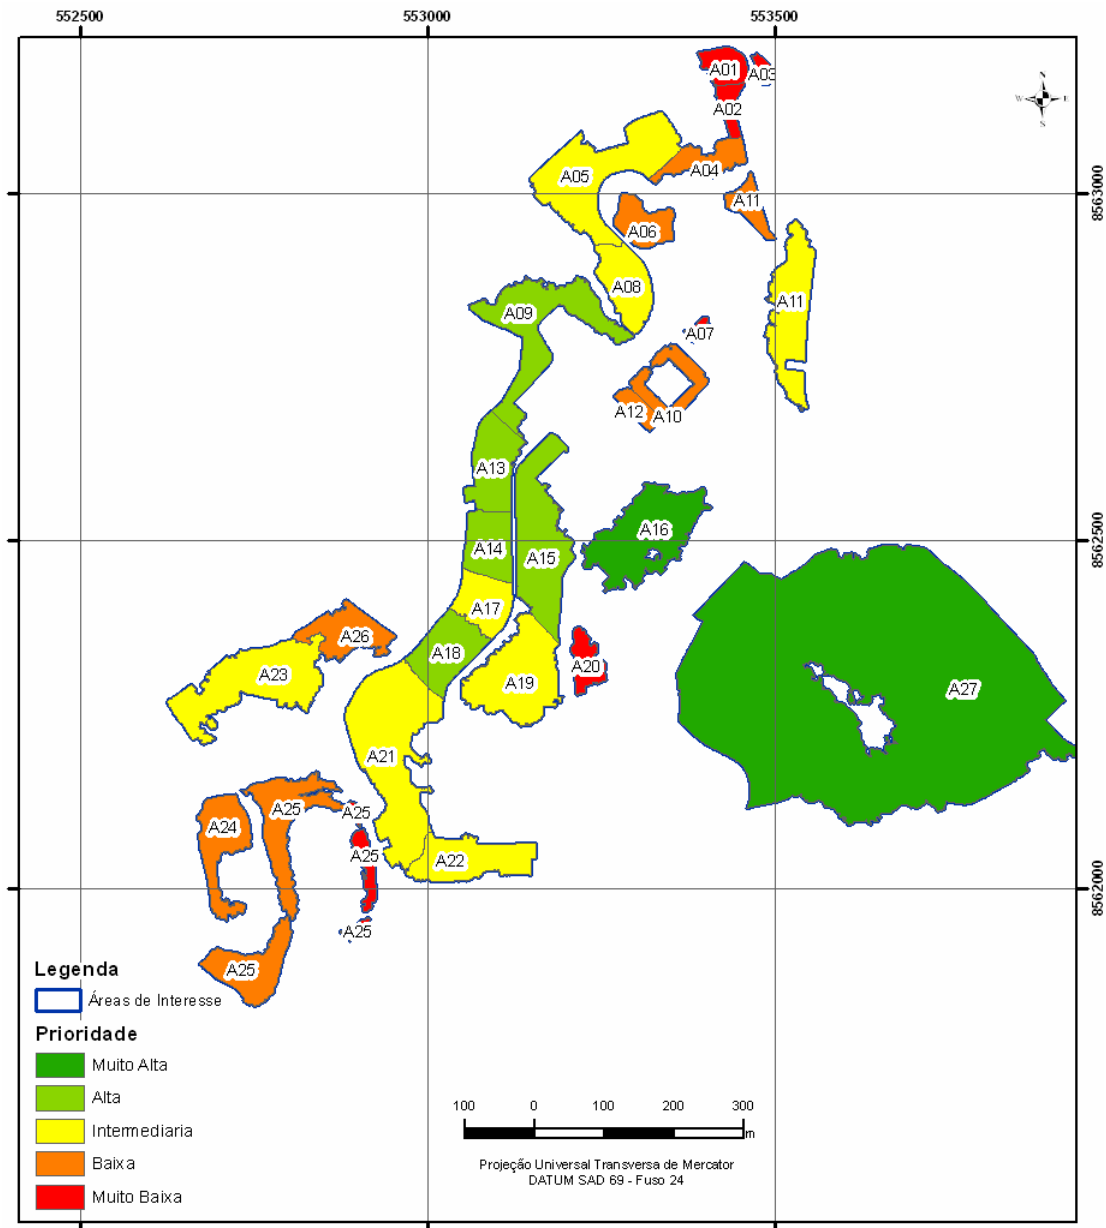 552500 553000 553500
N
W E
S
A01
A03
A02
A04
A05
8563000
A11
A06
A08
A11
A09
A07
A12
A10
A13
A16
8562500
A14
A15
A17
A26
A18
A20
A23
A19
A27
A21
A25
A25
A24
A25
A22
8562000
A25
A25
Legenda
Áreas de Interesse
Prioridade
Muito Alta
Alta
Intermediaria
Baixa
Muito Baixa
100 0 100 200 300
m
Projeção Universal Transversa de Mercator
DATUM SAD 69 - Fuso 24